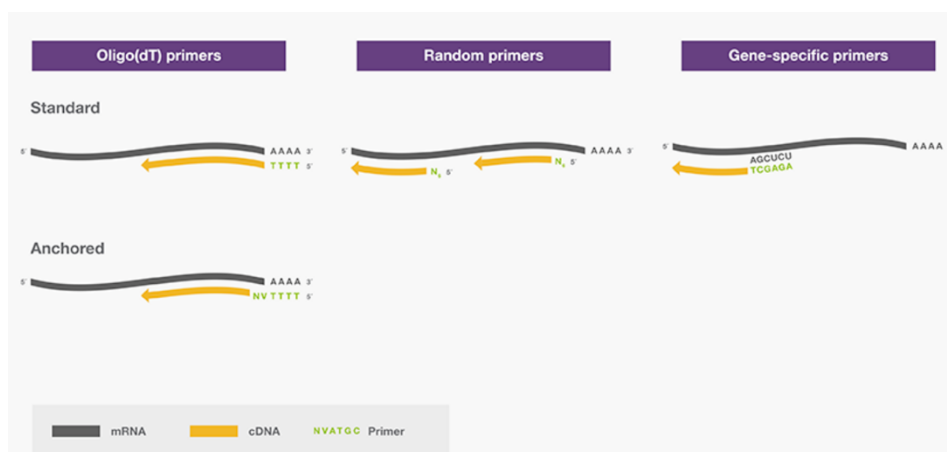 Oligo(dT) primers
Random primers
Gene-specific primers
Standard
5′ AAAA 3′
TTTT 5′
5′ AAAA 3′
N₆ 5′
N₆ 5′
5′ AAAA
AGCUCU
TCGAGA
Anchored
5′ AAAA 3′
NVTTTT 5′
mRNA
cDNA
NVATGC Primer